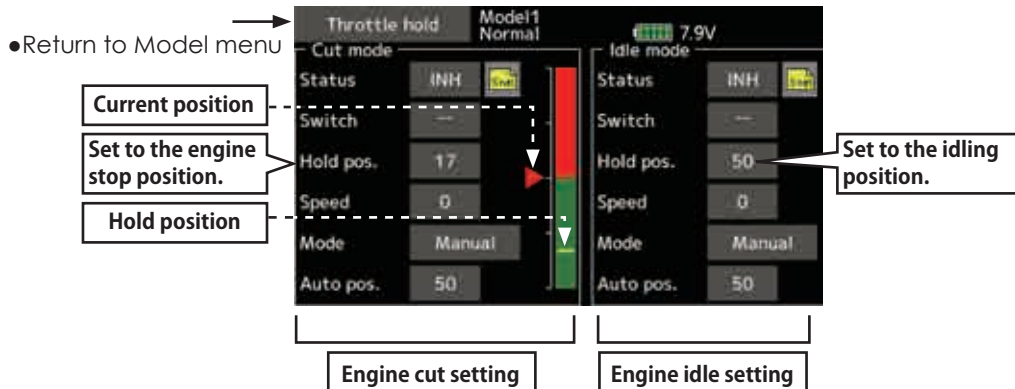 Throttle hold
Model1
Normal
7.9V
●Return to Model menu
Cut mode
Status INH
Switch --
Hold pos. 17
Speed 0
Mode Manual
Auto pos. 50
Idle mode
Status INH
Switch --
Hold pos. 50
Speed 0
Mode Manual
Auto pos. 50
Current position
Set to the engine
stop position.
Hold position
Set to the idling
position.
Engine cut setting
Engine idle setting